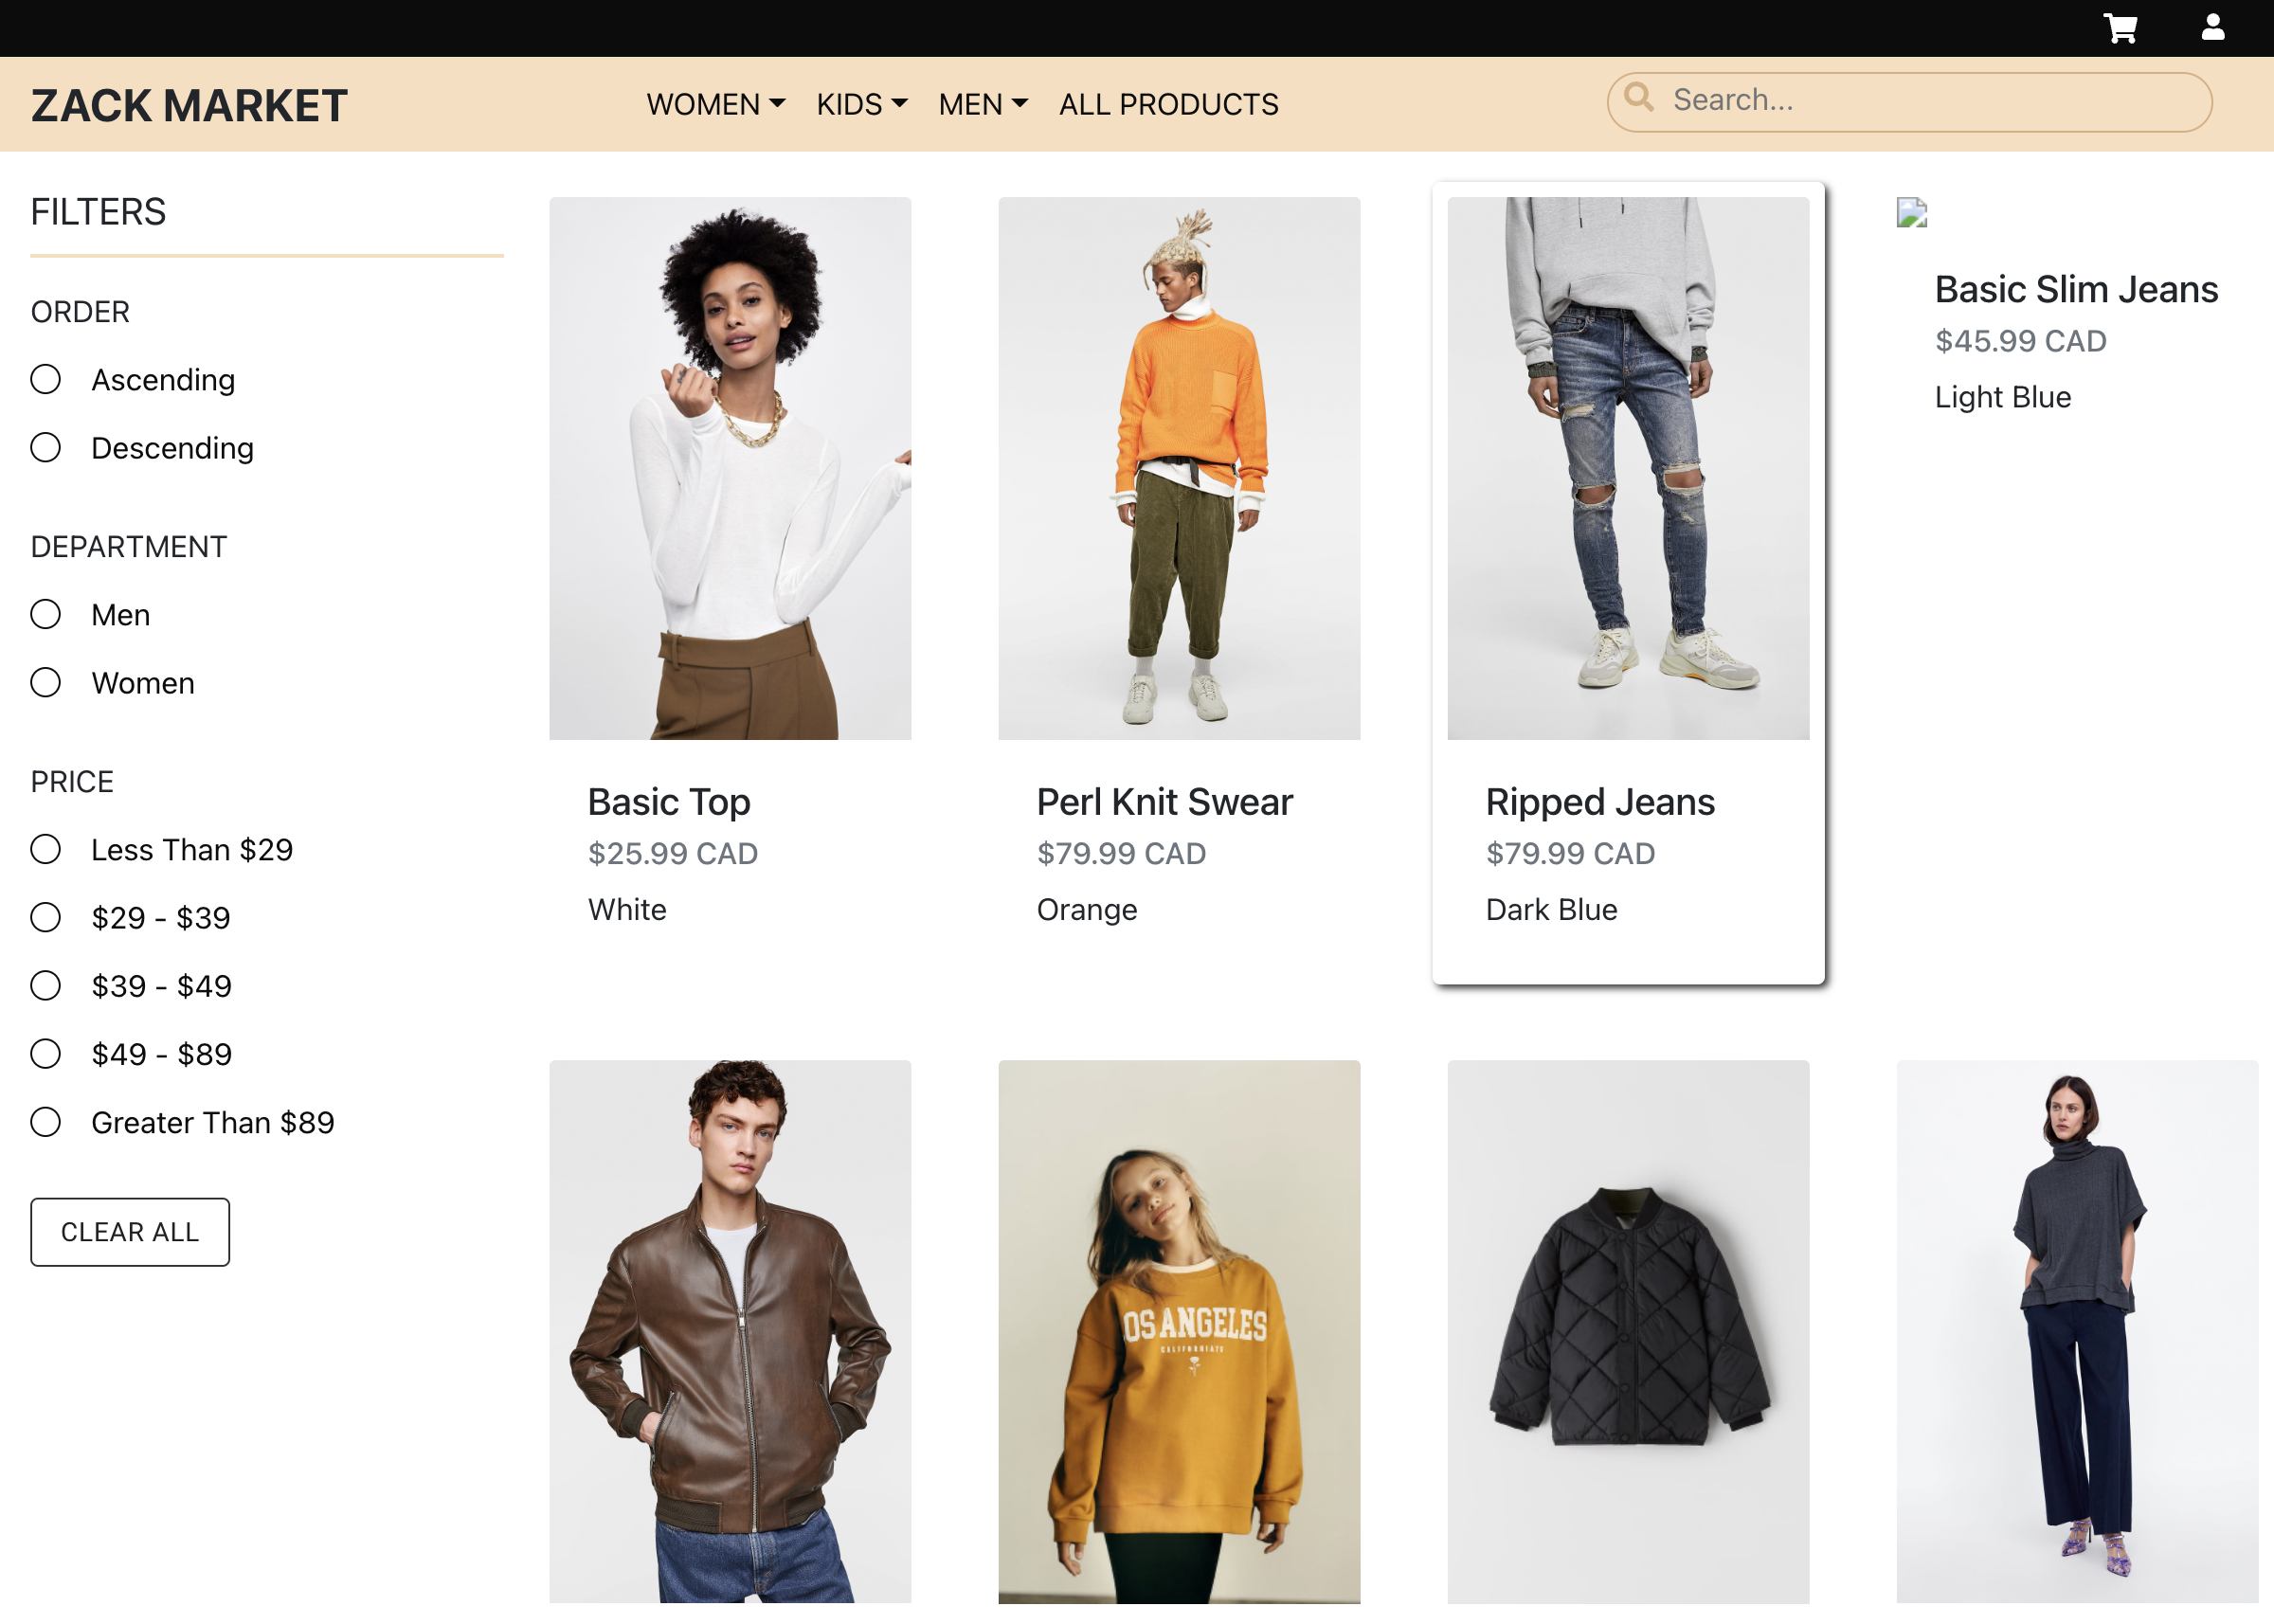 ZACK MARKET
WOMEN
KIDS
MEN
ALL PRODUCTS
Search...
FILTERS
ORDER
Ascending
Descending
DEPARTMENT
Men
Women
PRICE
Less Than $29
$29 - $39
$39 - $49
$49 - $89
Greater Than $89
CLEAR ALL
Basic Top
$25.99 CAD
White
Perl Knit Swear
$79.99 CAD
Orange
Ripped Jeans
$79.99 CAD
Dark Blue
Basic Slim Jeans
$45.99 CAD
Light Blue
OS ANGELES